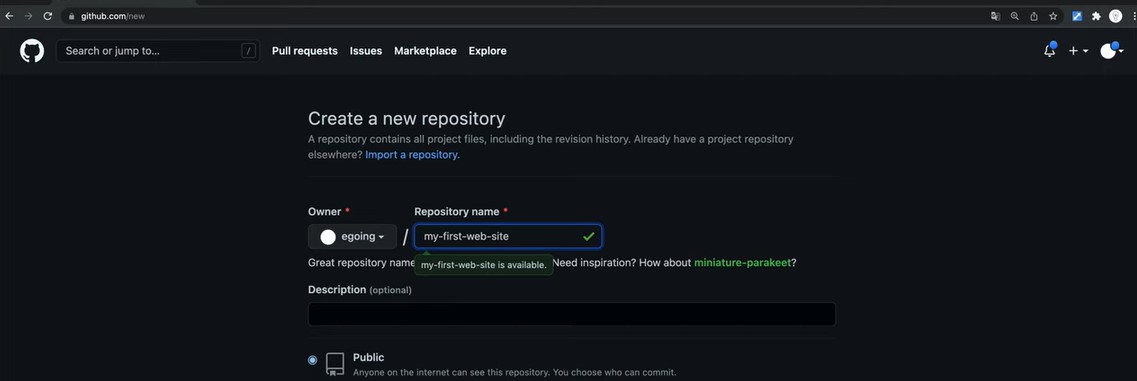 github.com/new
Search or jump to... /
Pull requests Issues Marketplace Explore
Create a new repository
A repository contains all project files, including the revision history. Already have a project repository
elsewhere? Import a repository.
Owner * Repository name *
egoing / my-first-web-site
Great repository name Need inspiration? How about miniature-parakeet?
my-first-web-site is available.
Description (optional)
Public
Anyone on the internet can see this repository. You choose who can commit.